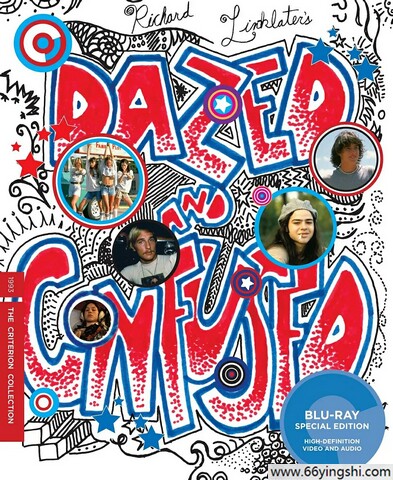 Richard Linklater's
DAZED
AND
CONFUSED
1993
THE CRITERION COLLECTION
BLU-RAY
SPECIAL EDITION
HIGH-DEFINITION
VIDEO AND AUDIO
www.66yingshi.com